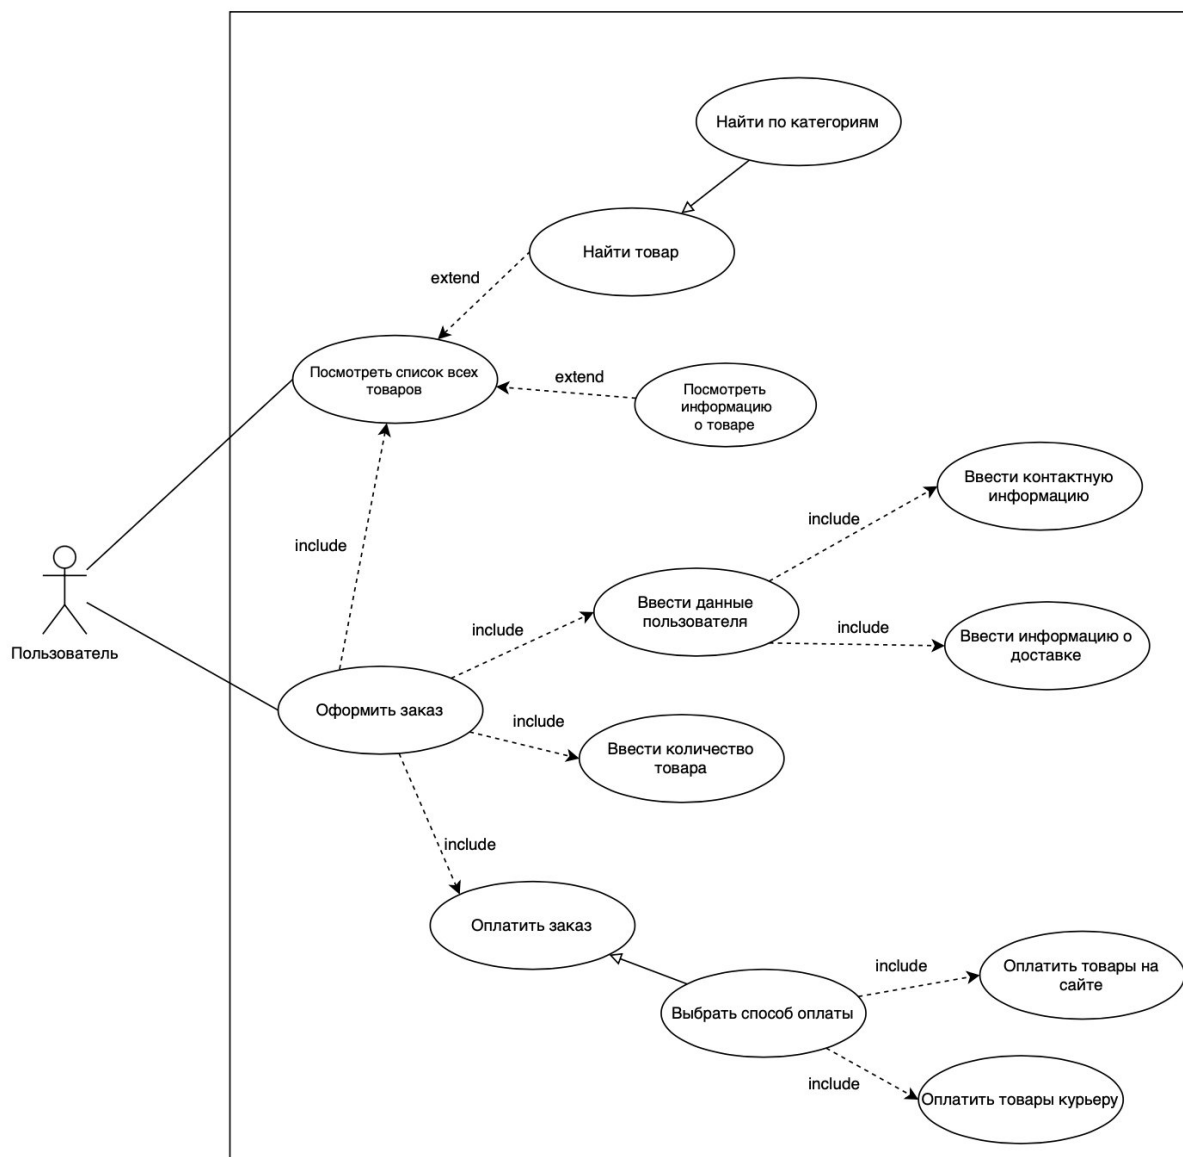 Найти по категориям
Найти товар
extend
Посмотреть список всех
товаров
extend
Посмотреть
информацию
о товаре
Ввести контактную
информацию
include
include
Ввести данные
пользователя
include
include
Ввести информацию о
доставке
Пользователь
Оформить заказ
include
Ввести количество
товара
include
Оплатить заказ
include
Оплатить товары на
сайте
Выбрать способ оплаты
include
Оплатить товары курьеру